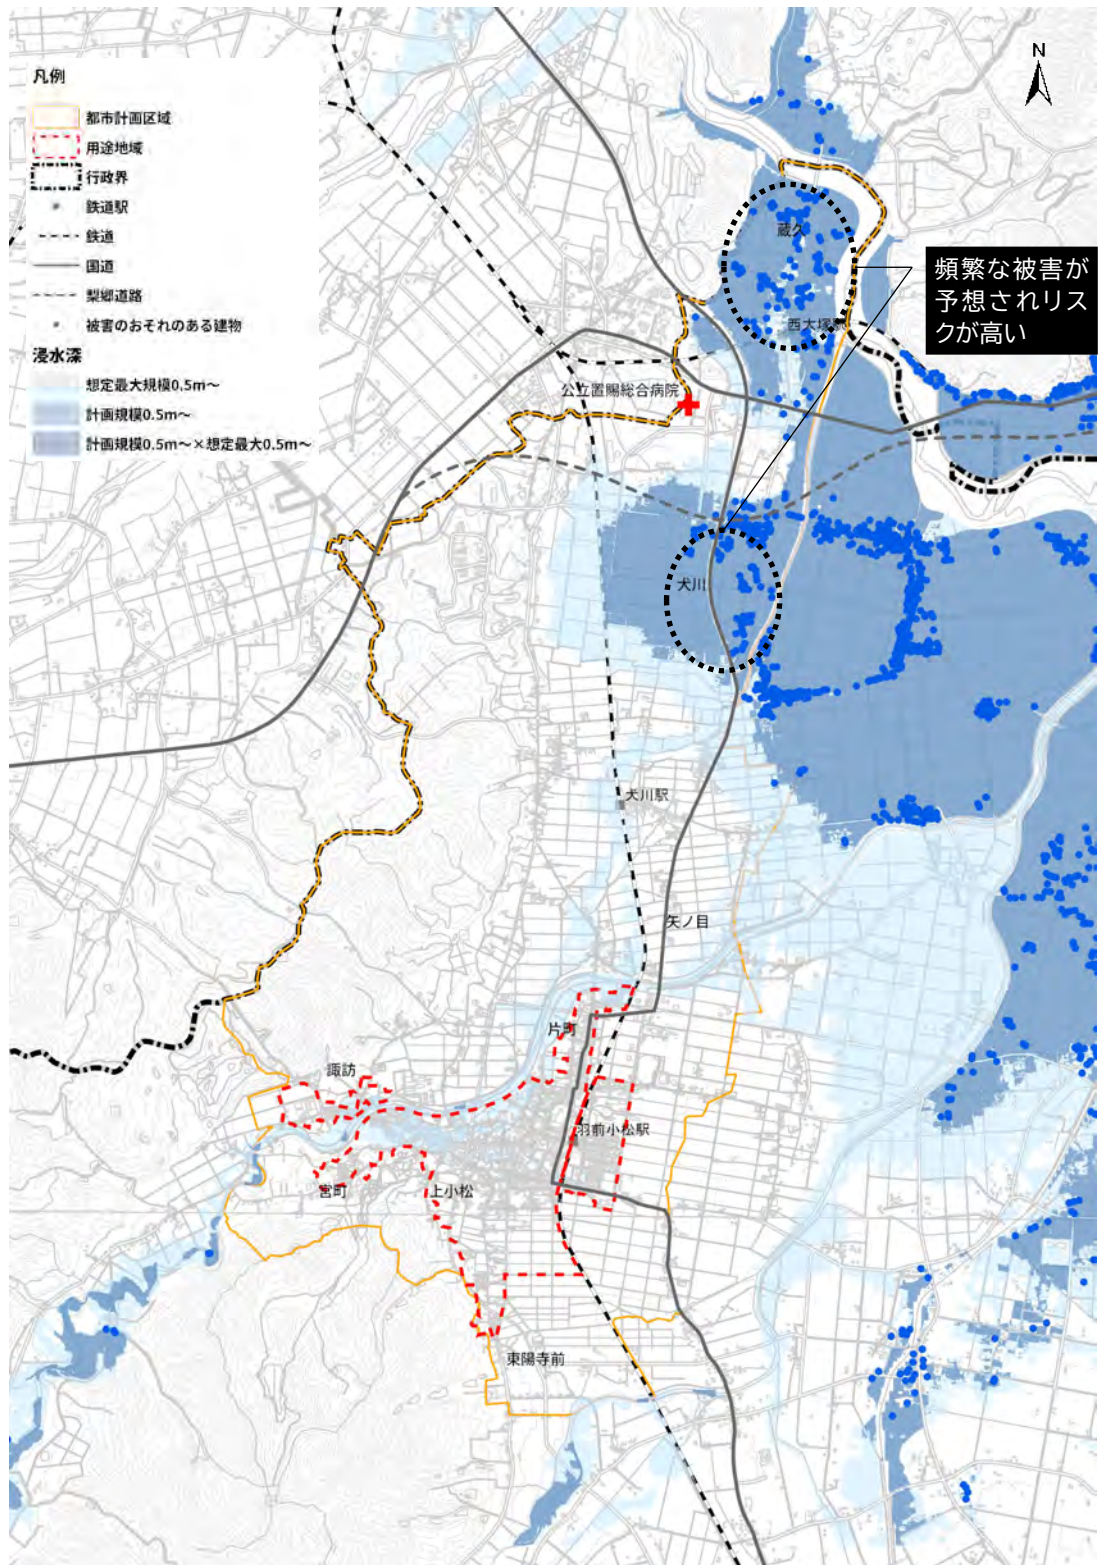 凡例
都市計画区域
用途地域
行政界
鉄道駅
鉄道
国道
梨郷道路
被害のおそれのある建物
浸水深
想定最大規模0.5m～
計画規模0.5m～
計画規模0.5m～×想定最大0.5m～
N
蔵久
頻繁な被害が
予想されリス
クが高い
西大塚駅
公立置賜総合病院
犬川
犬川駅
矢ノ目
片町
諏訪
羽前小松駅
宮町
上小松
東陽寺前